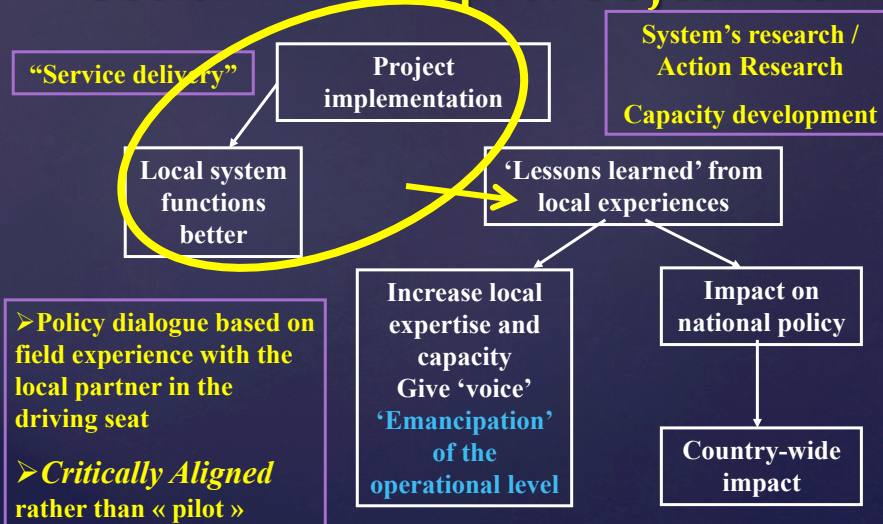 “Service delivery”
Project
implementation
System’s research /
Action Research
Capacity development
Local system
functions
better
‘Lessons learned’ from
local experiences
➢Policy dialogue based on
field experience with the
local partner in the
driving seat
➢Critically Aligned
rather than « pilot »
Increase local
expertise and
capacity
Give ‘voice’
‘Emancipation’
of the
operational level
Impact on
national policy
Country-wide
impact